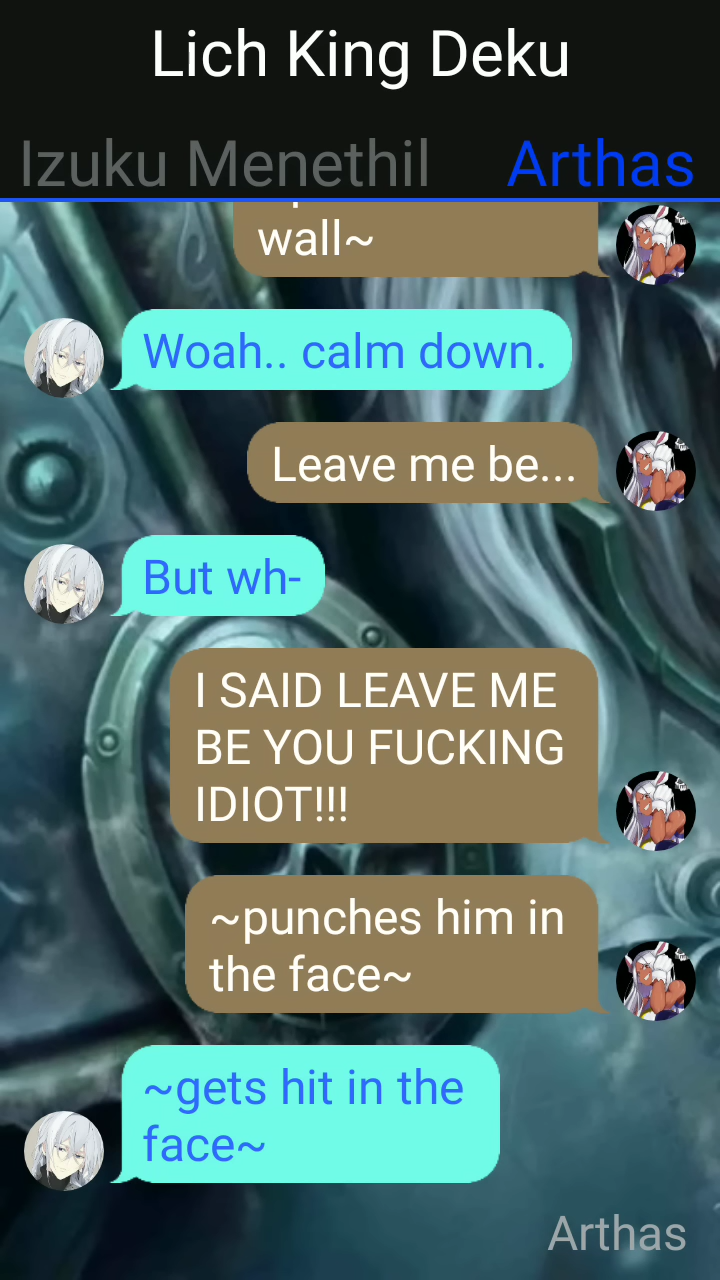 Lich King Deku
Izuku Menethil Arthas
wall~
Woah.. calm down.
Leave me be...
But wh-
I SAID LEAVE ME
BE YOU FUCKING
IDIOT!!!
~punches him in
the face~
~gets hit in the
face~
Arthas